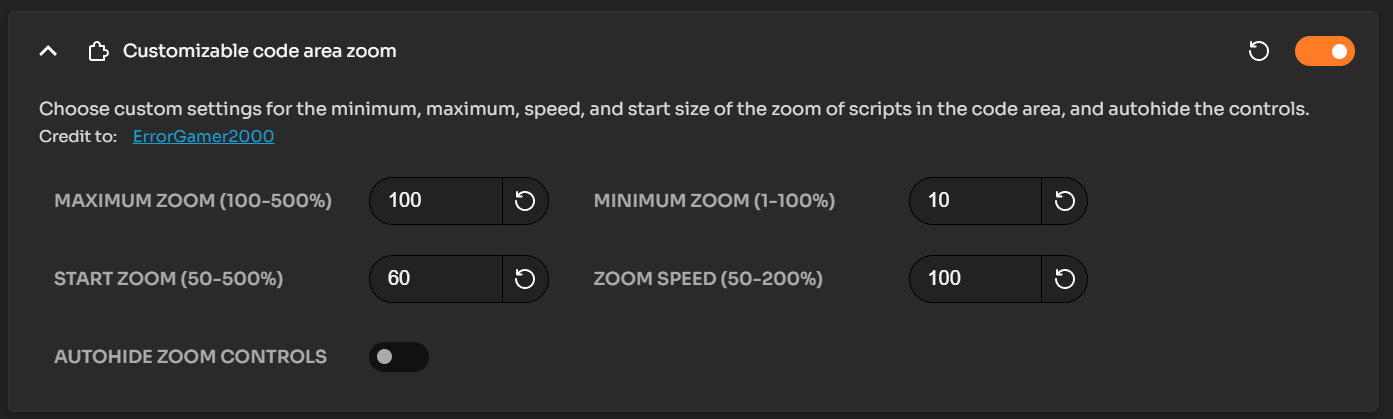 Customizable code area zoom
Choose custom settings for the minimum, maximum, speed, and start size of the zoom of scripts in the code area, and autohide the controls.
Credit to: ErrorGamer2000
MAXIMUM ZOOM (100-500%) 100 MINIMUM ZOOM (1-100%) 10
START ZOOM (50-500%) 60 ZOOM SPEED (50-200%) 100
AUTOHIDE ZOOM CONTROLS